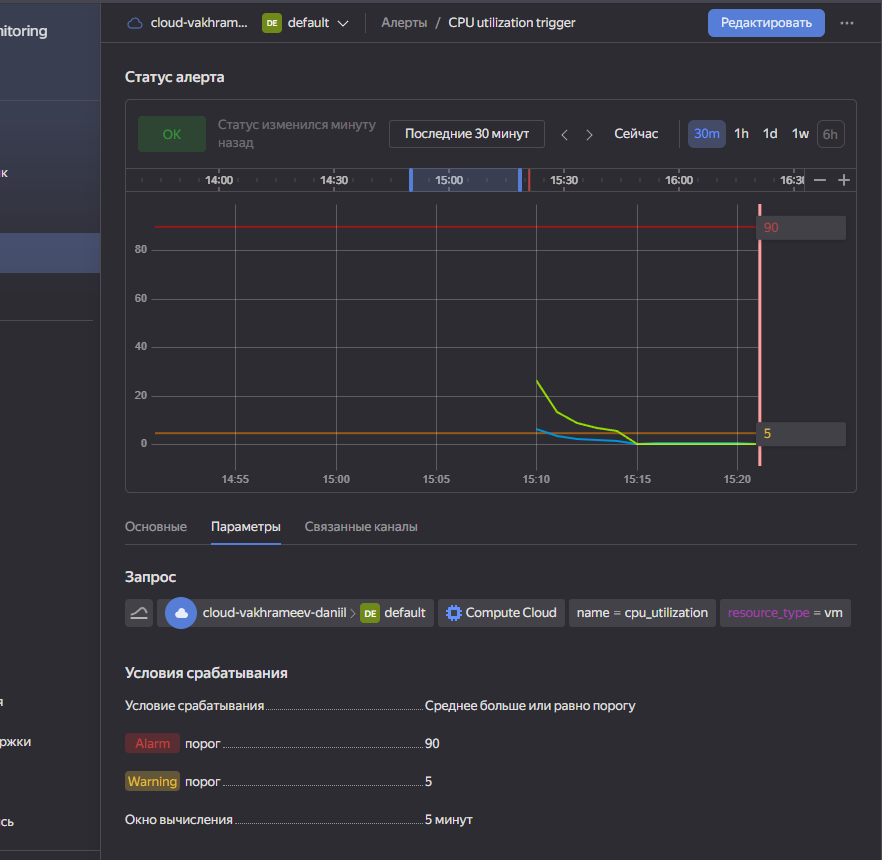 nitoring
cloud-vakhram... DE default Алерты / CPU utilization trigger Редактировать
Статус алерта
OK Статус изменился минуту назад Последние 30 минут Сейчас 30m 1h 1d 1w 6h
к
14:00 14:30 15:00 15:30 16:00 16:30
90
80
60
40
20
5
0
14:55 15:00 15:05 15:10 15:15 15:20
Основные Параметры Связанные каналы
Запрос
cloud-vakhrameev-daniil > DE default Compute Cloud name = cpu_utilization resource_type = vm
Условия срабатывания
я
Условие срабатывания Среднее больше или равно порогу
ржки
Alarm порог 90
Warning порог 5
сь
Окно вычисления 5 минут